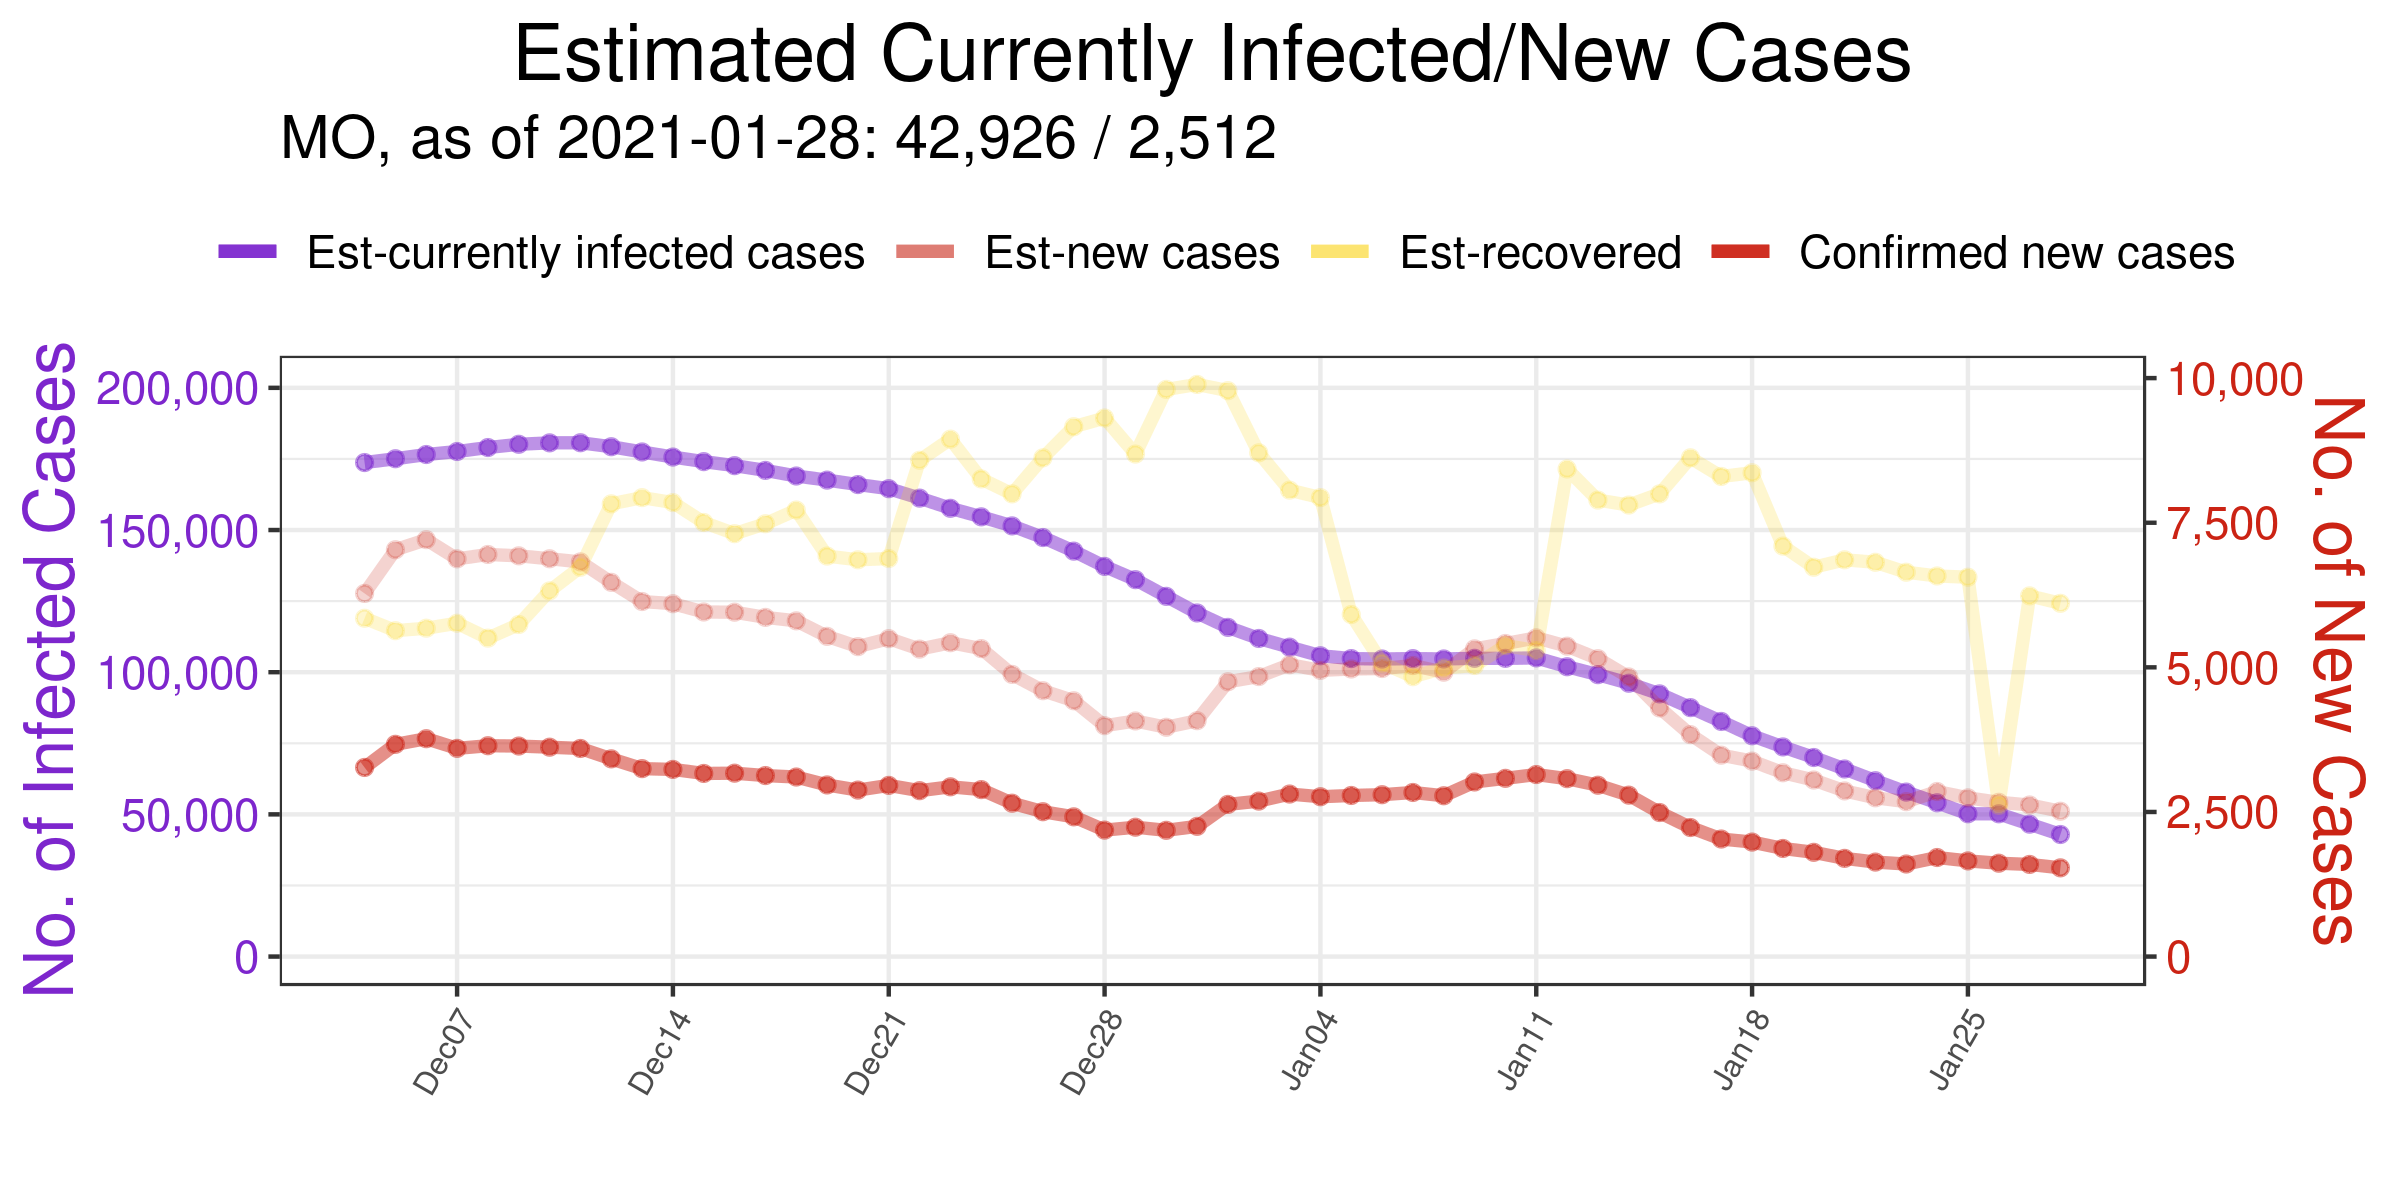 Estimated Currently Infected/New Cases
MO, as of 2021-01-28: 42,926 / 2,512
Est-currently infected cases
Est-new cases
Est-recovered
Confirmed new cases
No. of Infected Cases
200,000
150,000
100,000
50,000
0
10,000
7,500
5,000
2,500
0
No. of New Cases
Dec07
Dec14
Dec21
Dec28
Jan04
Jan11
Jan18
Jan25